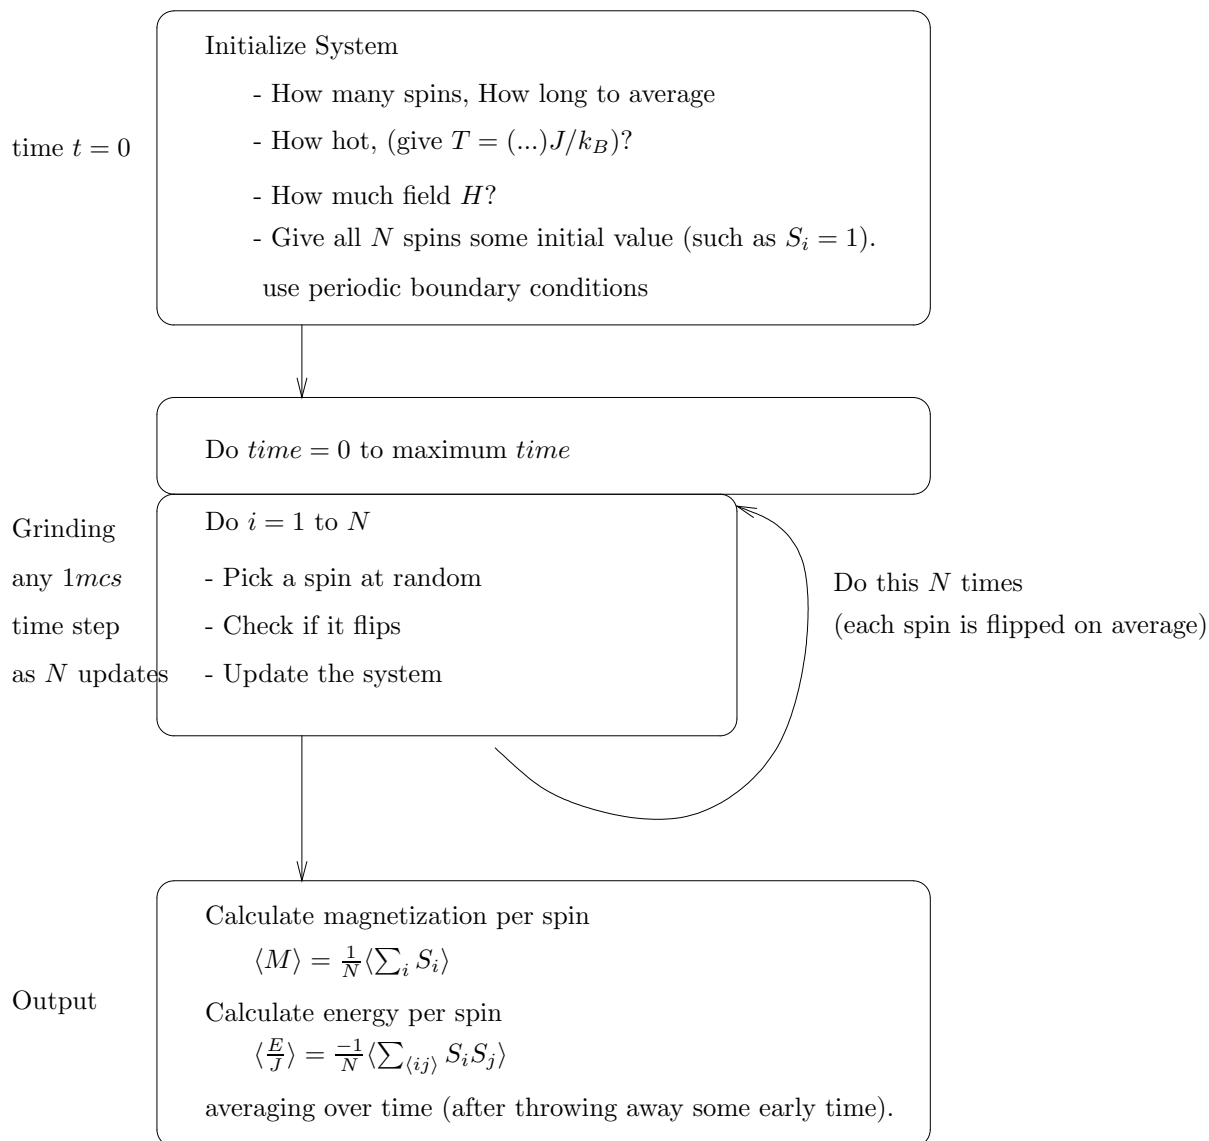 Initialize System
- How many spins, How long to average
- How hot, (give T = (...)J/k_B)?
time t = 0
- How much field H?
- Give all N spins some initial value (such as S_i = 1).
use periodic boundary conditions
Do time = 0 to maximum time
Do i = 1 to N
- Pick a spin at random
- Check if it flips
- Update the system
Grinding
any 1mcs
time step
as N updates
Do this N times
(each spin is flipped on average)
Calculate magnetization per spin
⟨M⟩ = \frac{1}{N}⟨∑_i S_i⟩
Output
Calculate energy per spin
⟨\frac{E}{J}⟩ = \frac{-1}{N}⟨∑_{⟨ij⟩} S_i S_j⟩
averaging over time (after throwing away some early time).